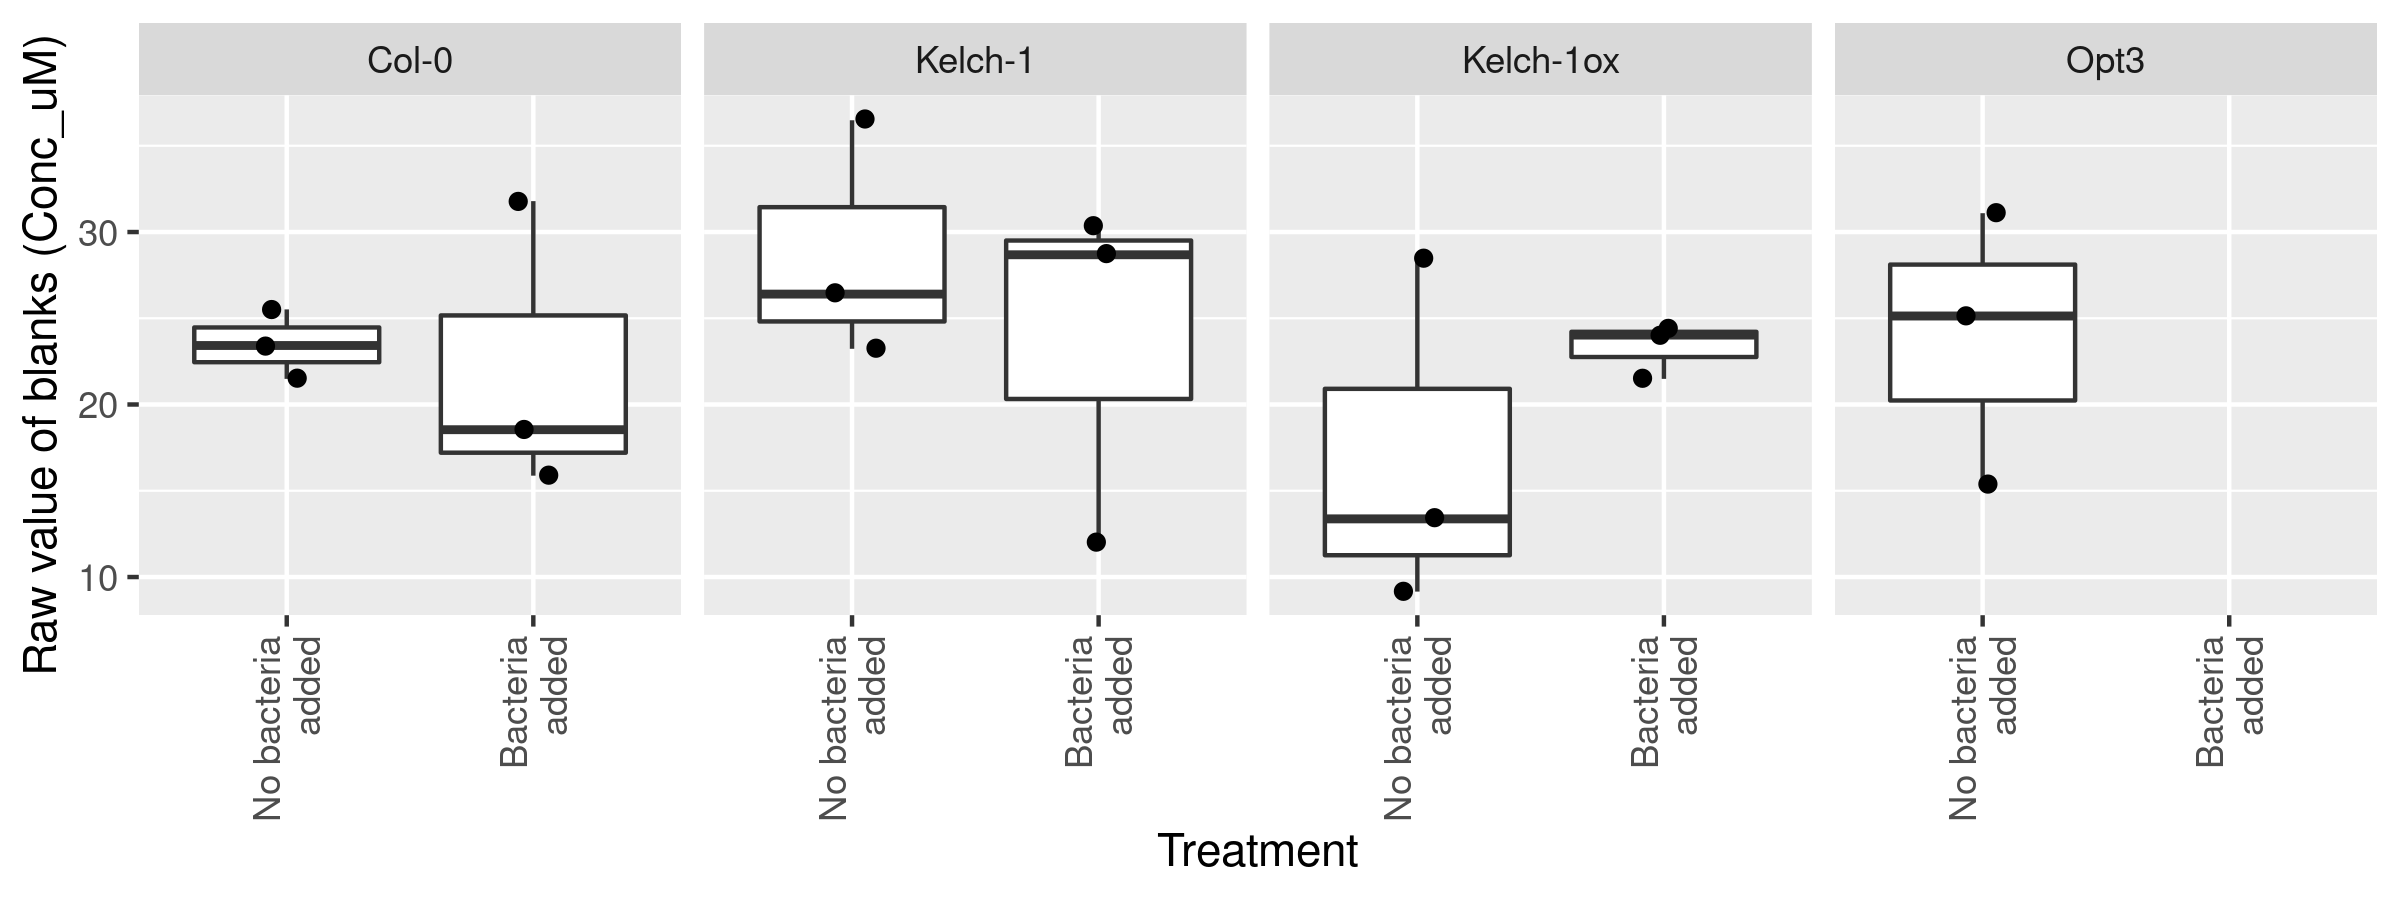 Col-0
Kelch-1
Kelch-1ox
Opt3
Raw value of blanks (Conc_uM)
30
20
10
No bacteria
added
Bacteria
added
No bacteria
added
Bacteria
added
No bacteria
added
Bacteria
added
No bacteria
added
Bacteria
added
Treatment